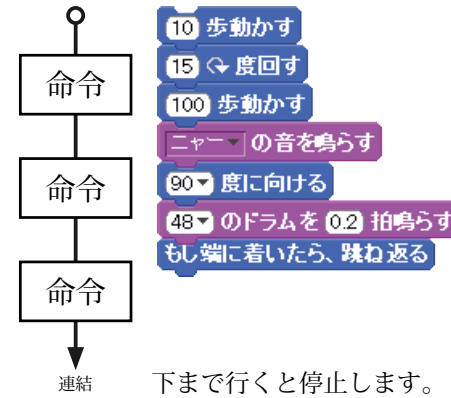 命令
命令
命令
連結
10 歩動かす
15 度回す
100 歩動かす
ニャー の音を鳴らす
90 度に向ける
48 のドラムを 0.2 拍鳴らす
もし端に着いたら、跳ね返る
下まで行くと停止します。